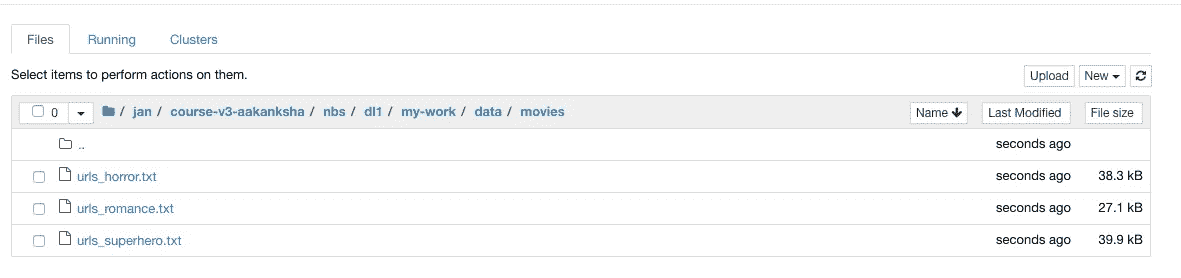 Files Running Clusters
Select items to perform actions on them. Upload New
0 / jan / course-v3-aakanksha / nbs / dl1 / my-work / data / movies Name Last Modified File size
.. seconds ago
urls_horror.txt seconds ago 38.3 kB
urls_romance.txt seconds ago 27.1 kB
urls_superhero.txt seconds ago 39.9 kB